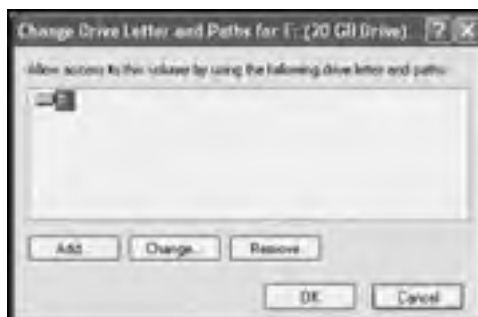 Change Drive Letter and Paths for F: (20 GB Drive)
Allow access to this volume by using the following drive letter and paths:
Add...
Change...
Remove
OK
Cancel